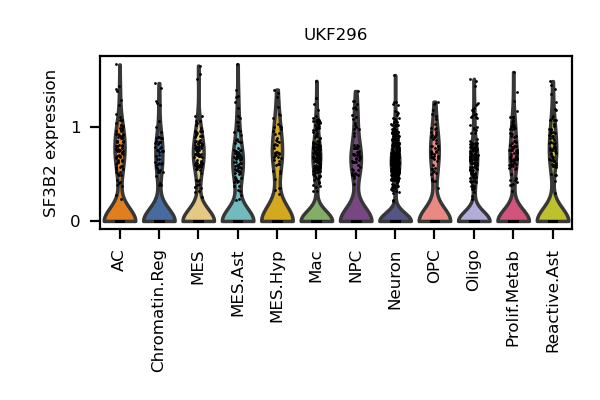 UKF296
SF3B2 expression
1
0
AC
Chromatin.Reg
MES
MES.Ast
MES.Hyp
Mac
NPC
Neuron
OPC
Oligo
Prolif.Metab
Reactive.Ast